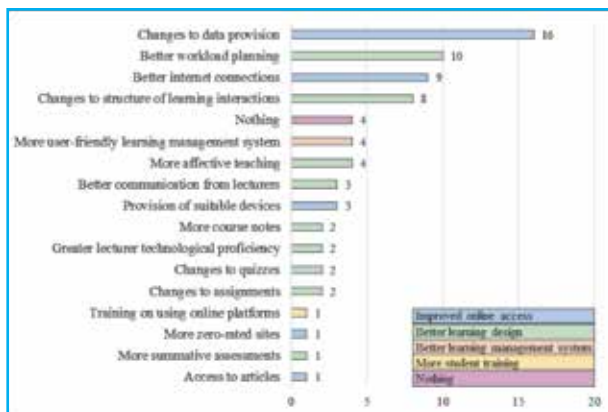 Changes to data provision 16
Better workload planning 10
Better internet connections 9
Changes to structure of learning interactions 8
Nothing 4
More user-friendly learning management system 4
More affective teaching 4
Better communication from lecturers 3
Provision of suitable devices 3
More course notes 2
Greater lecturer technological proficiency 2
Changes to quizzes 2
Changes to assignments 2
Training on using online platforms 1
More zero-rated sites 1
More summative assessments 1
Access to articles 1
Improved online access
Better learning design
Better learning management system
More student training
Nothing
0 5 10 15 20